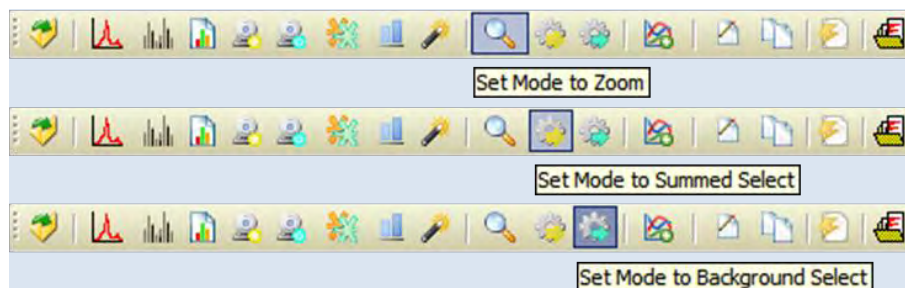 Set Mode to Zoom
Set Mode to Summed Select
Set Mode to Background Select